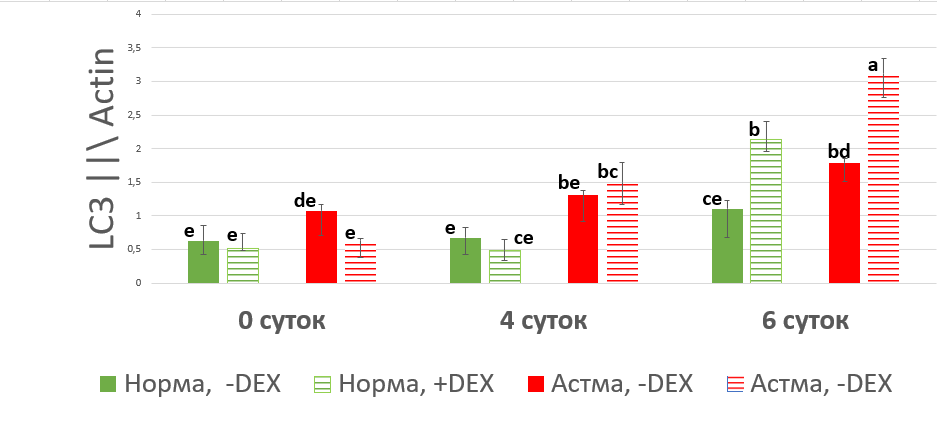 4
3,5
3
2,5
2
1,5
1
0,5
0
LC3 ||\ Actin
e e de e
e ce be bc
ce b bd a
0 суток 4 суток 6 суток
Норма, -DEX Норма, +DEX Астма, -DEX Астма, -DEX